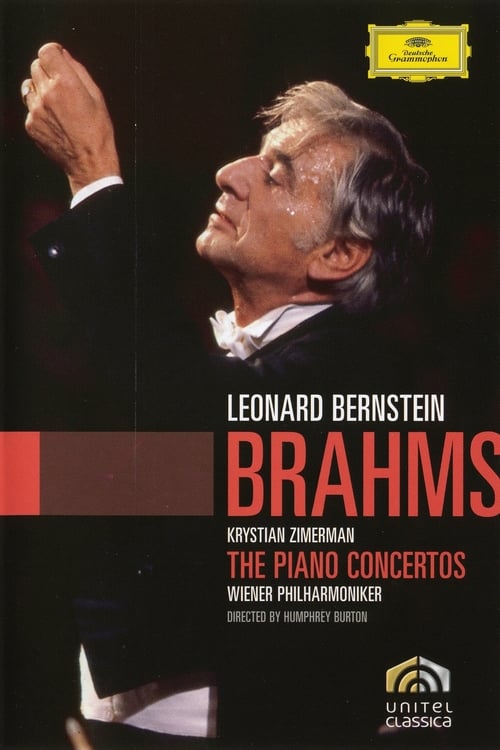 Deutsche
Grammophon
LEONARD BERNSTEIN
BRAHMS
KRYSTIAN ZIMERMAN
THE PIANO CONCERTOS
WIENER PHILHARMONIKER
DIRECTED BY HUMPHREY BURTON
UNITEL
CLASSICA